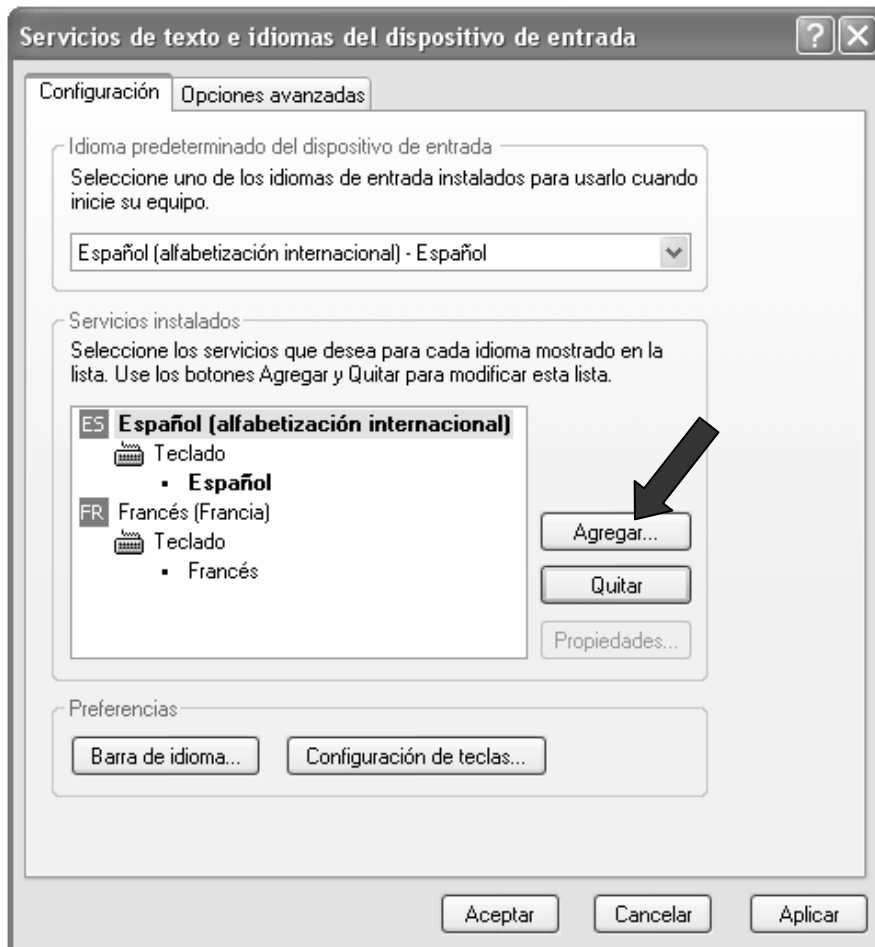 Servicios de texto e idiomas del dispositivo de entrada
Configuración
Opciones avanzadas
Idioma predeterminado del dispositivo de entrada
Seleccione uno de los idiomas de entrada instalados para usarlo cuando
inicie su equipo.
Español (alfabetización internacional) - Español
Servicios instalados
Seleccione los servicios que desea para cada idioma mostrado en la
lista. Use los botones Agregar y Quitar para modificar esta lista.
ES Español (alfabetización internacional)
Teclado
• Español
FR Francés (Francia)
Teclado
• Francés
Agregar...
Quitar
Propiedades...
Preferencias
Barra de idioma...
Configuración de teclas...
Aceptar
Cancelar
Aplicar